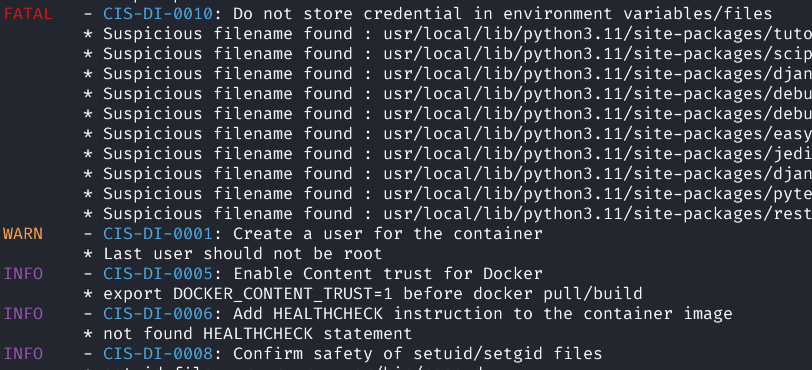 FATAL - CIS-DI-0010: Do not store credential in environment variables/files
* Suspicious filename found : usr/local/lib/python3.11/site-packages/tuto
* Suspicious filename found : usr/local/lib/python3.11/site-packages/scip
* Suspicious filename found : usr/local/lib/python3.11/site-packages/djan
* Suspicious filename found : usr/local/lib/python3.11/site-packages/debu
* Suspicious filename found : usr/local/lib/python3.11/site-packages/debu
* Suspicious filename found : usr/local/lib/python3.11/site-packages/easy
* Suspicious filename found : usr/local/lib/python3.11/site-packages/jedi
* Suspicious filename found : usr/local/lib/python3.11/site-packages/djan
* Suspicious filename found : usr/local/lib/python3.11/site-packages/pyte
* Suspicious filename found : usr/local/lib/python3.11/site-packages/rest
WARN - CIS-DI-0001: Create a user for the container
* Last user should not be root
INFO - CIS-DI-0005: Enable Content trust for Docker
* export DOCKER_CONTENT_TRUST=1 before docker pull/build
INFO - CIS-DI-0006: Add HEALTHCHECK instruction to the container image
* not found HEALTHCHECK statement
INFO - CIS-DI-0008: Confirm safety of setuid/setgid files